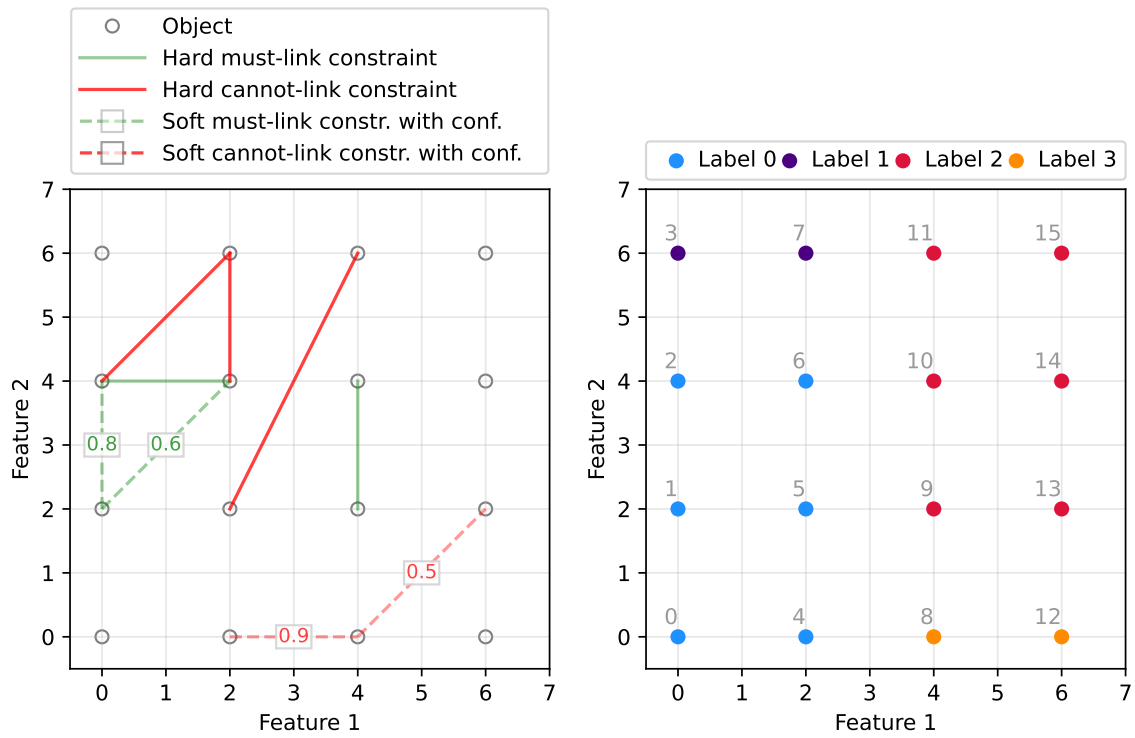 Object
Hard must-link constraint
Hard cannot-link constraint
Soft must-link constr. with conf.
Soft cannot-link constr. with conf.
7
6
5
4
3
2
1
0
Feature 2
0.8 0.6
0.5
0.9
0 1 2 3 4 5 6 7
Feature 1
Label 0 Label 1 Label 2 Label 3
7
6
5
4
3
2
1
0
Feature 2
3 7 11 15
2 6 10 14
1 5 9 13
0 4 8 12
0 1 2 3 4 5 6 7
Feature 1